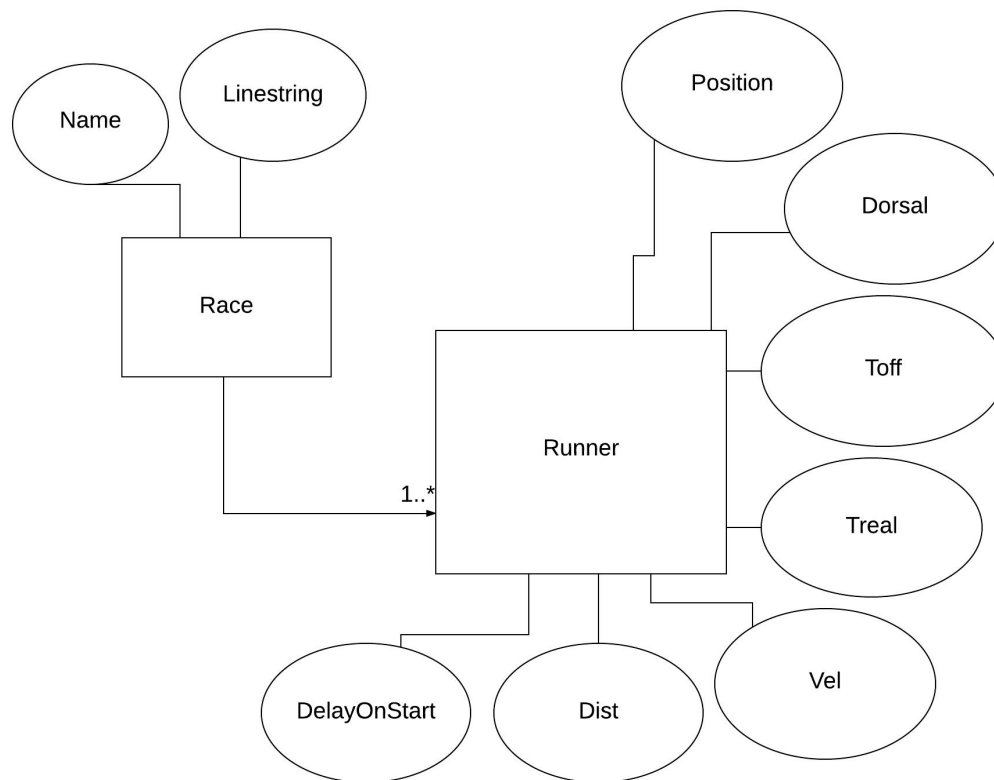 Name
Linestring
Position
Dorsal
Race
Toff
Runner
1..*
Treal
DelayOnStart
Dist
Vel